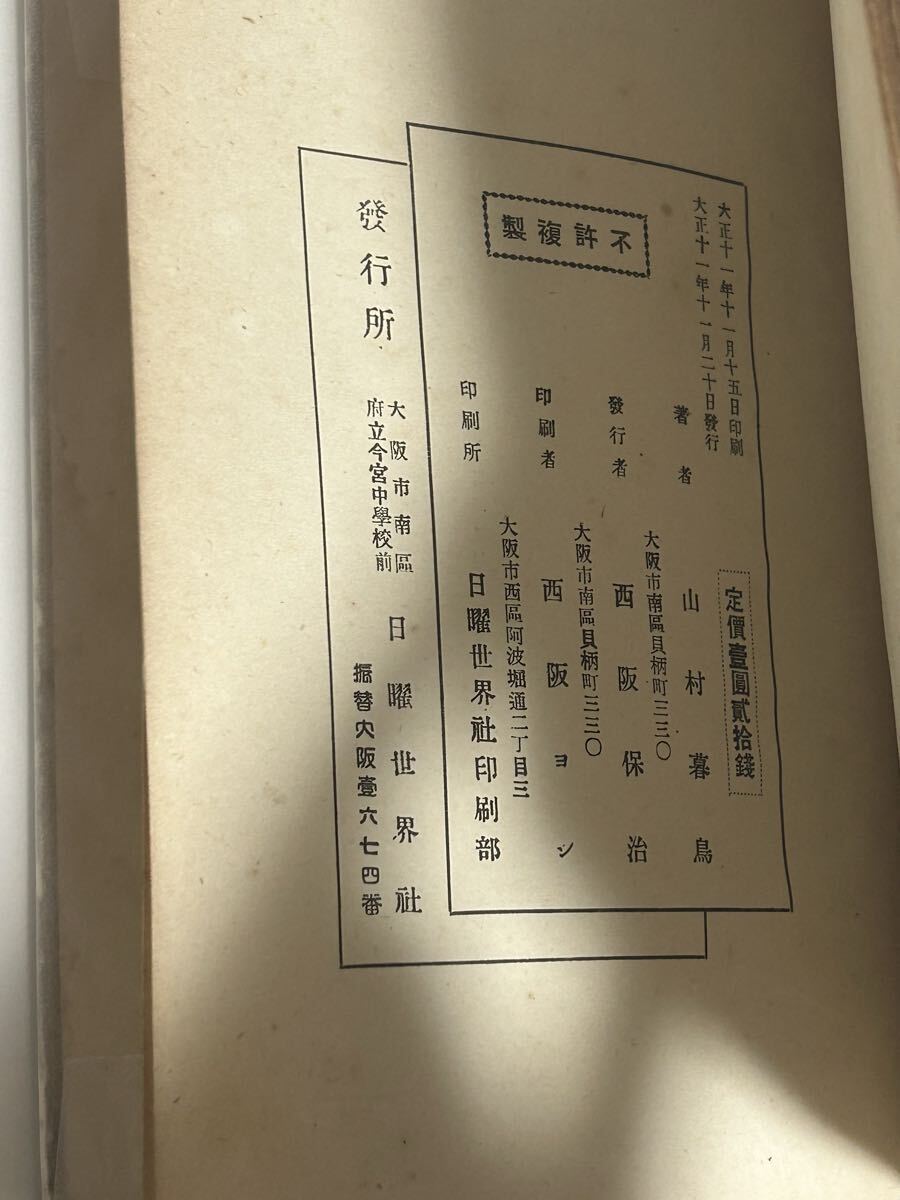 大正十一年十一月十五日印刷
大正十一年十一月二十日發行
定價壹圓貳拾錢
不許複製
著者
山村暮鳥
大阪市南區貝柄町三三〇
發行者
西阪保治
大阪市南區貝柄町三三〇
印刷者
西阪ヨシ
大阪市西區阿波堀通二丁目三
印刷所
日曜世界社印刷部
發行所
大阪市南區
府立今宮中學校前
日曜世界社
振替大阪壹六七四番